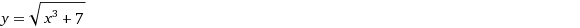 y = √(x³ + 7)